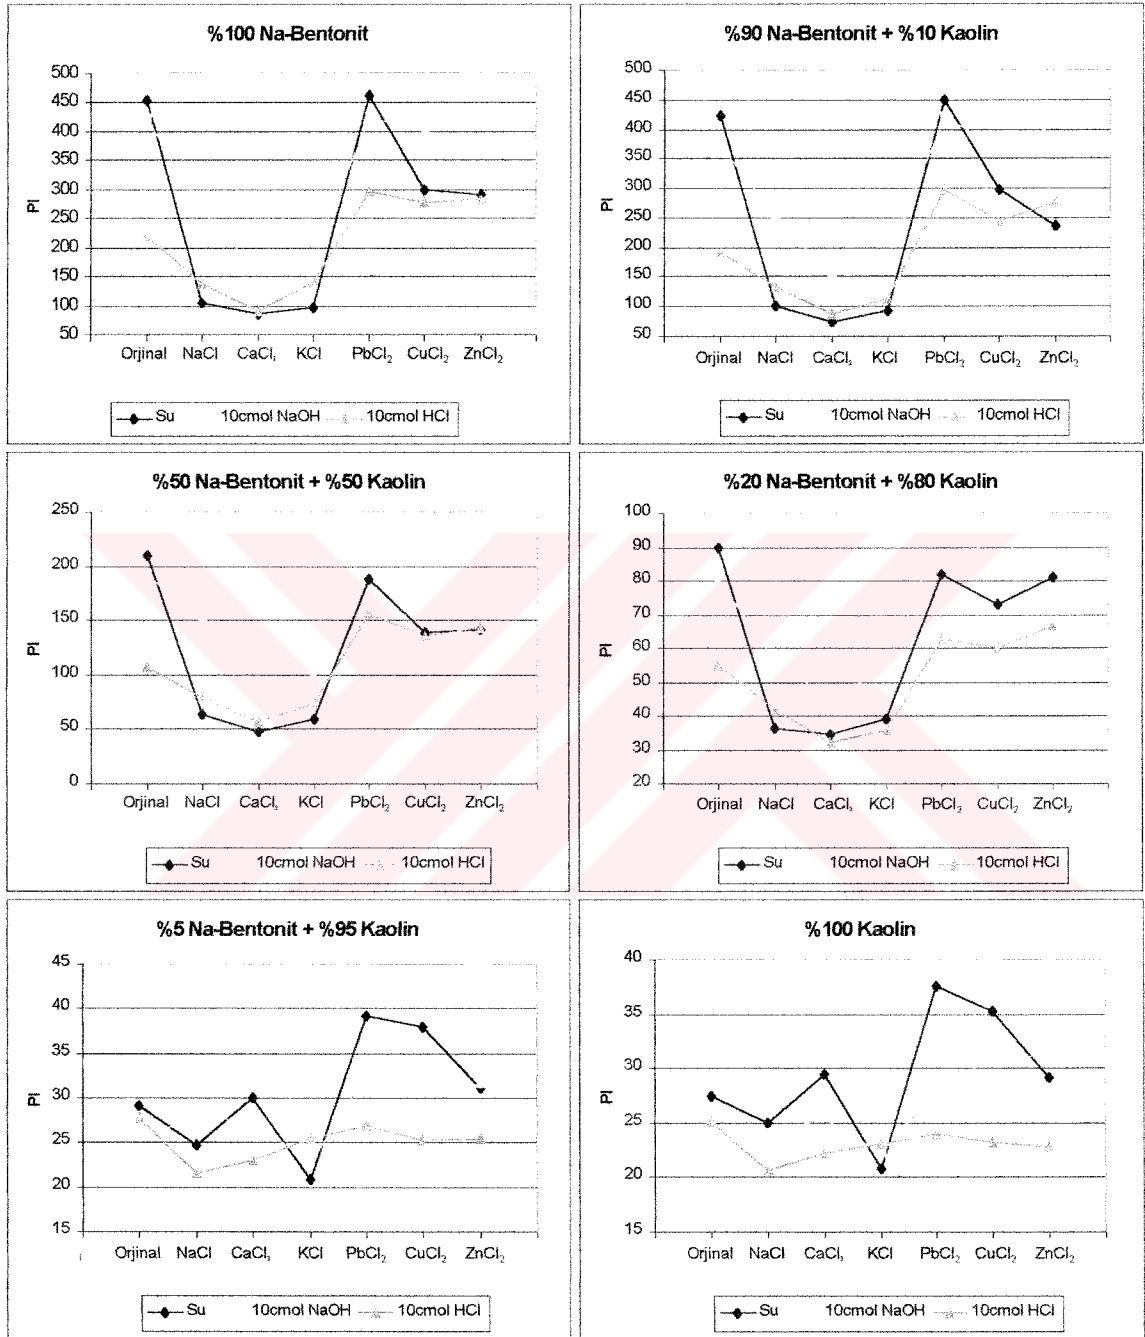 %100 Na-Bentonit
500
450
400
350
300
250
200
150
100
50
PI
Orjinal NaCl CaCl₂ KCl PbCl₂ CuCl₂ ZnCl₂
Su 10cmol NaOH 10cmol HCl
%90 Na-Bentonit + %10 Kaolin
500
450
400
350
300
250
200
150
100
50
PI
Orjinal NaCl CaCl₂ KCl PbCl₂ CuCl₂ ZnCl₂
Su 10cmol NaOH 10cmol HCl
%50 Na-Bentonit + %50 Kaolin
250
200
150
100
50
0
PI
Orjinal NaCl CaCl₂ KCl PbCl₂ CuCl₂ ZnCl₂
Su 10cmol NaOH 10cmol HCl
%20 Na-Bentonit + %80 Kaolin
100
90
80
70
60
50
40
30
20
PI
Orjinal NaCl CaCl₂ KCl PbCl₂ CuCl₂ ZnCl₂
Su 10cmol NaOH 10cmol HCl
%5 Na-Bentonit + %95 Kaolin
45
40
35
30
25
20
15
PI
Orjinal NaCl CaCl₂ KCl PbCl₂ CuCl₂ ZnCl₂
Su 10cmol NaOH 10cmol HCl
%100 Kaolin
40
35
30
25
20
15
PI
Orjinal NaCl CaCl₂ KCl PbCl₂ CuCl₂ ZnCl₂
Su 10cmol NaOH 10cmol HCl